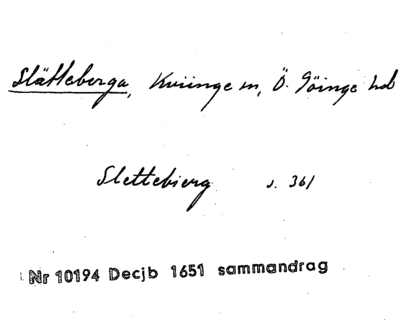 Slätteberga, Kviinge sn, Ö. Göinge hd
Slettebierg s. 361
Nr 10194 Decjb 1651 sammandrag